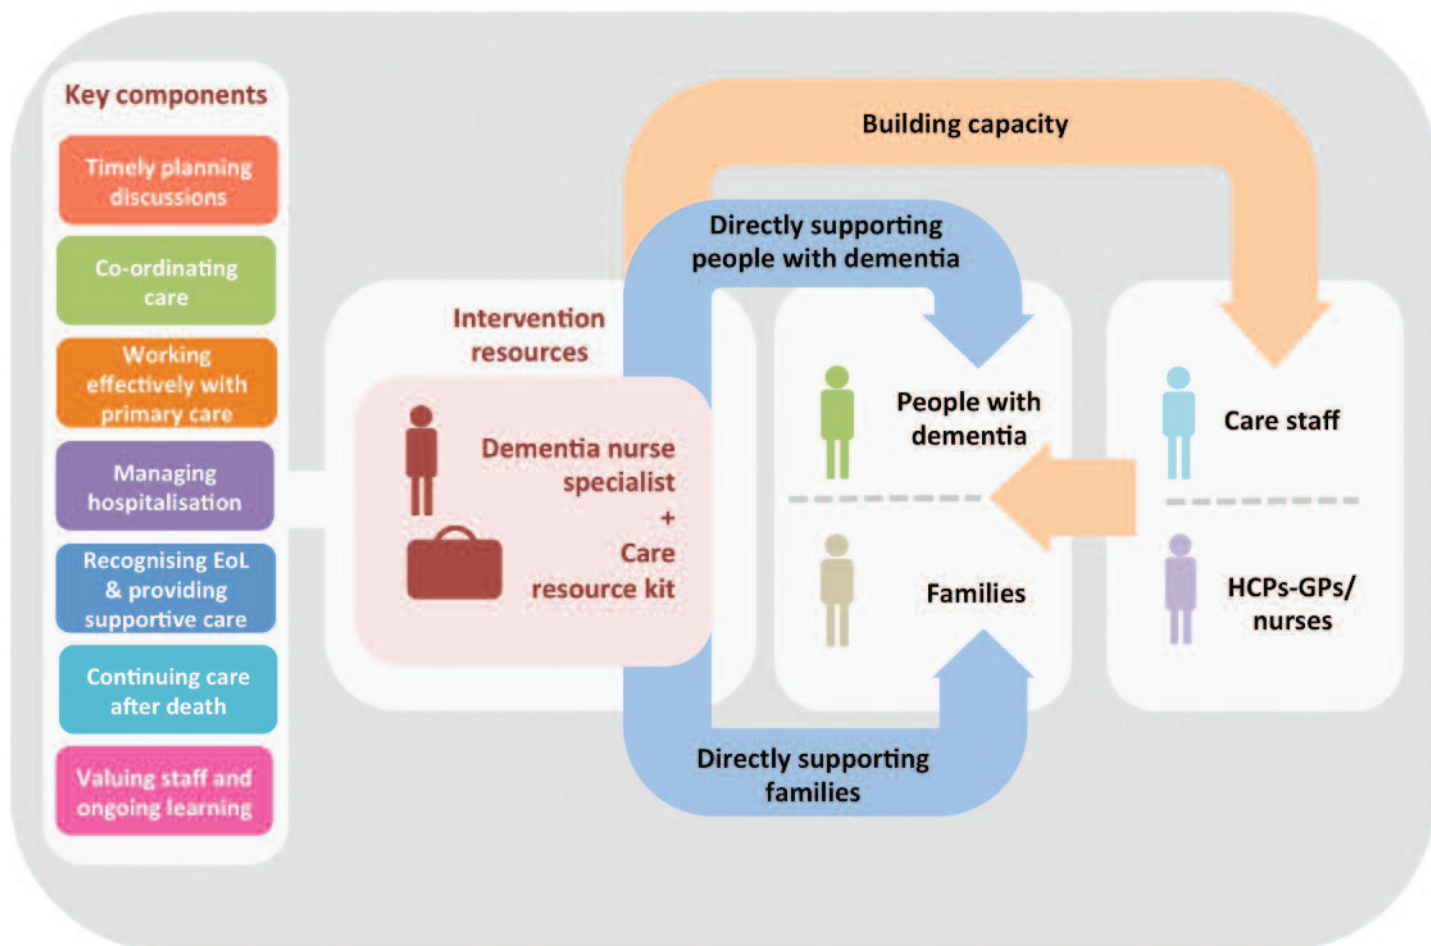 Key components
Timely planning
discussions
Co-ordinating
care
Working
effectively with
primary care
Managing
hospitalisation
Recognising EoL
& providing
supportive care
Continuing care
after death
Valuing staff and
ongoing learning
Intervention
resources
Dementia nurse
specialist
+
Care
resource kit
Building capacity
Directly supporting
people with dementia
People with
dementia
Families
Directly supporting
families
Care staff
HCPs-GPs/
nurses